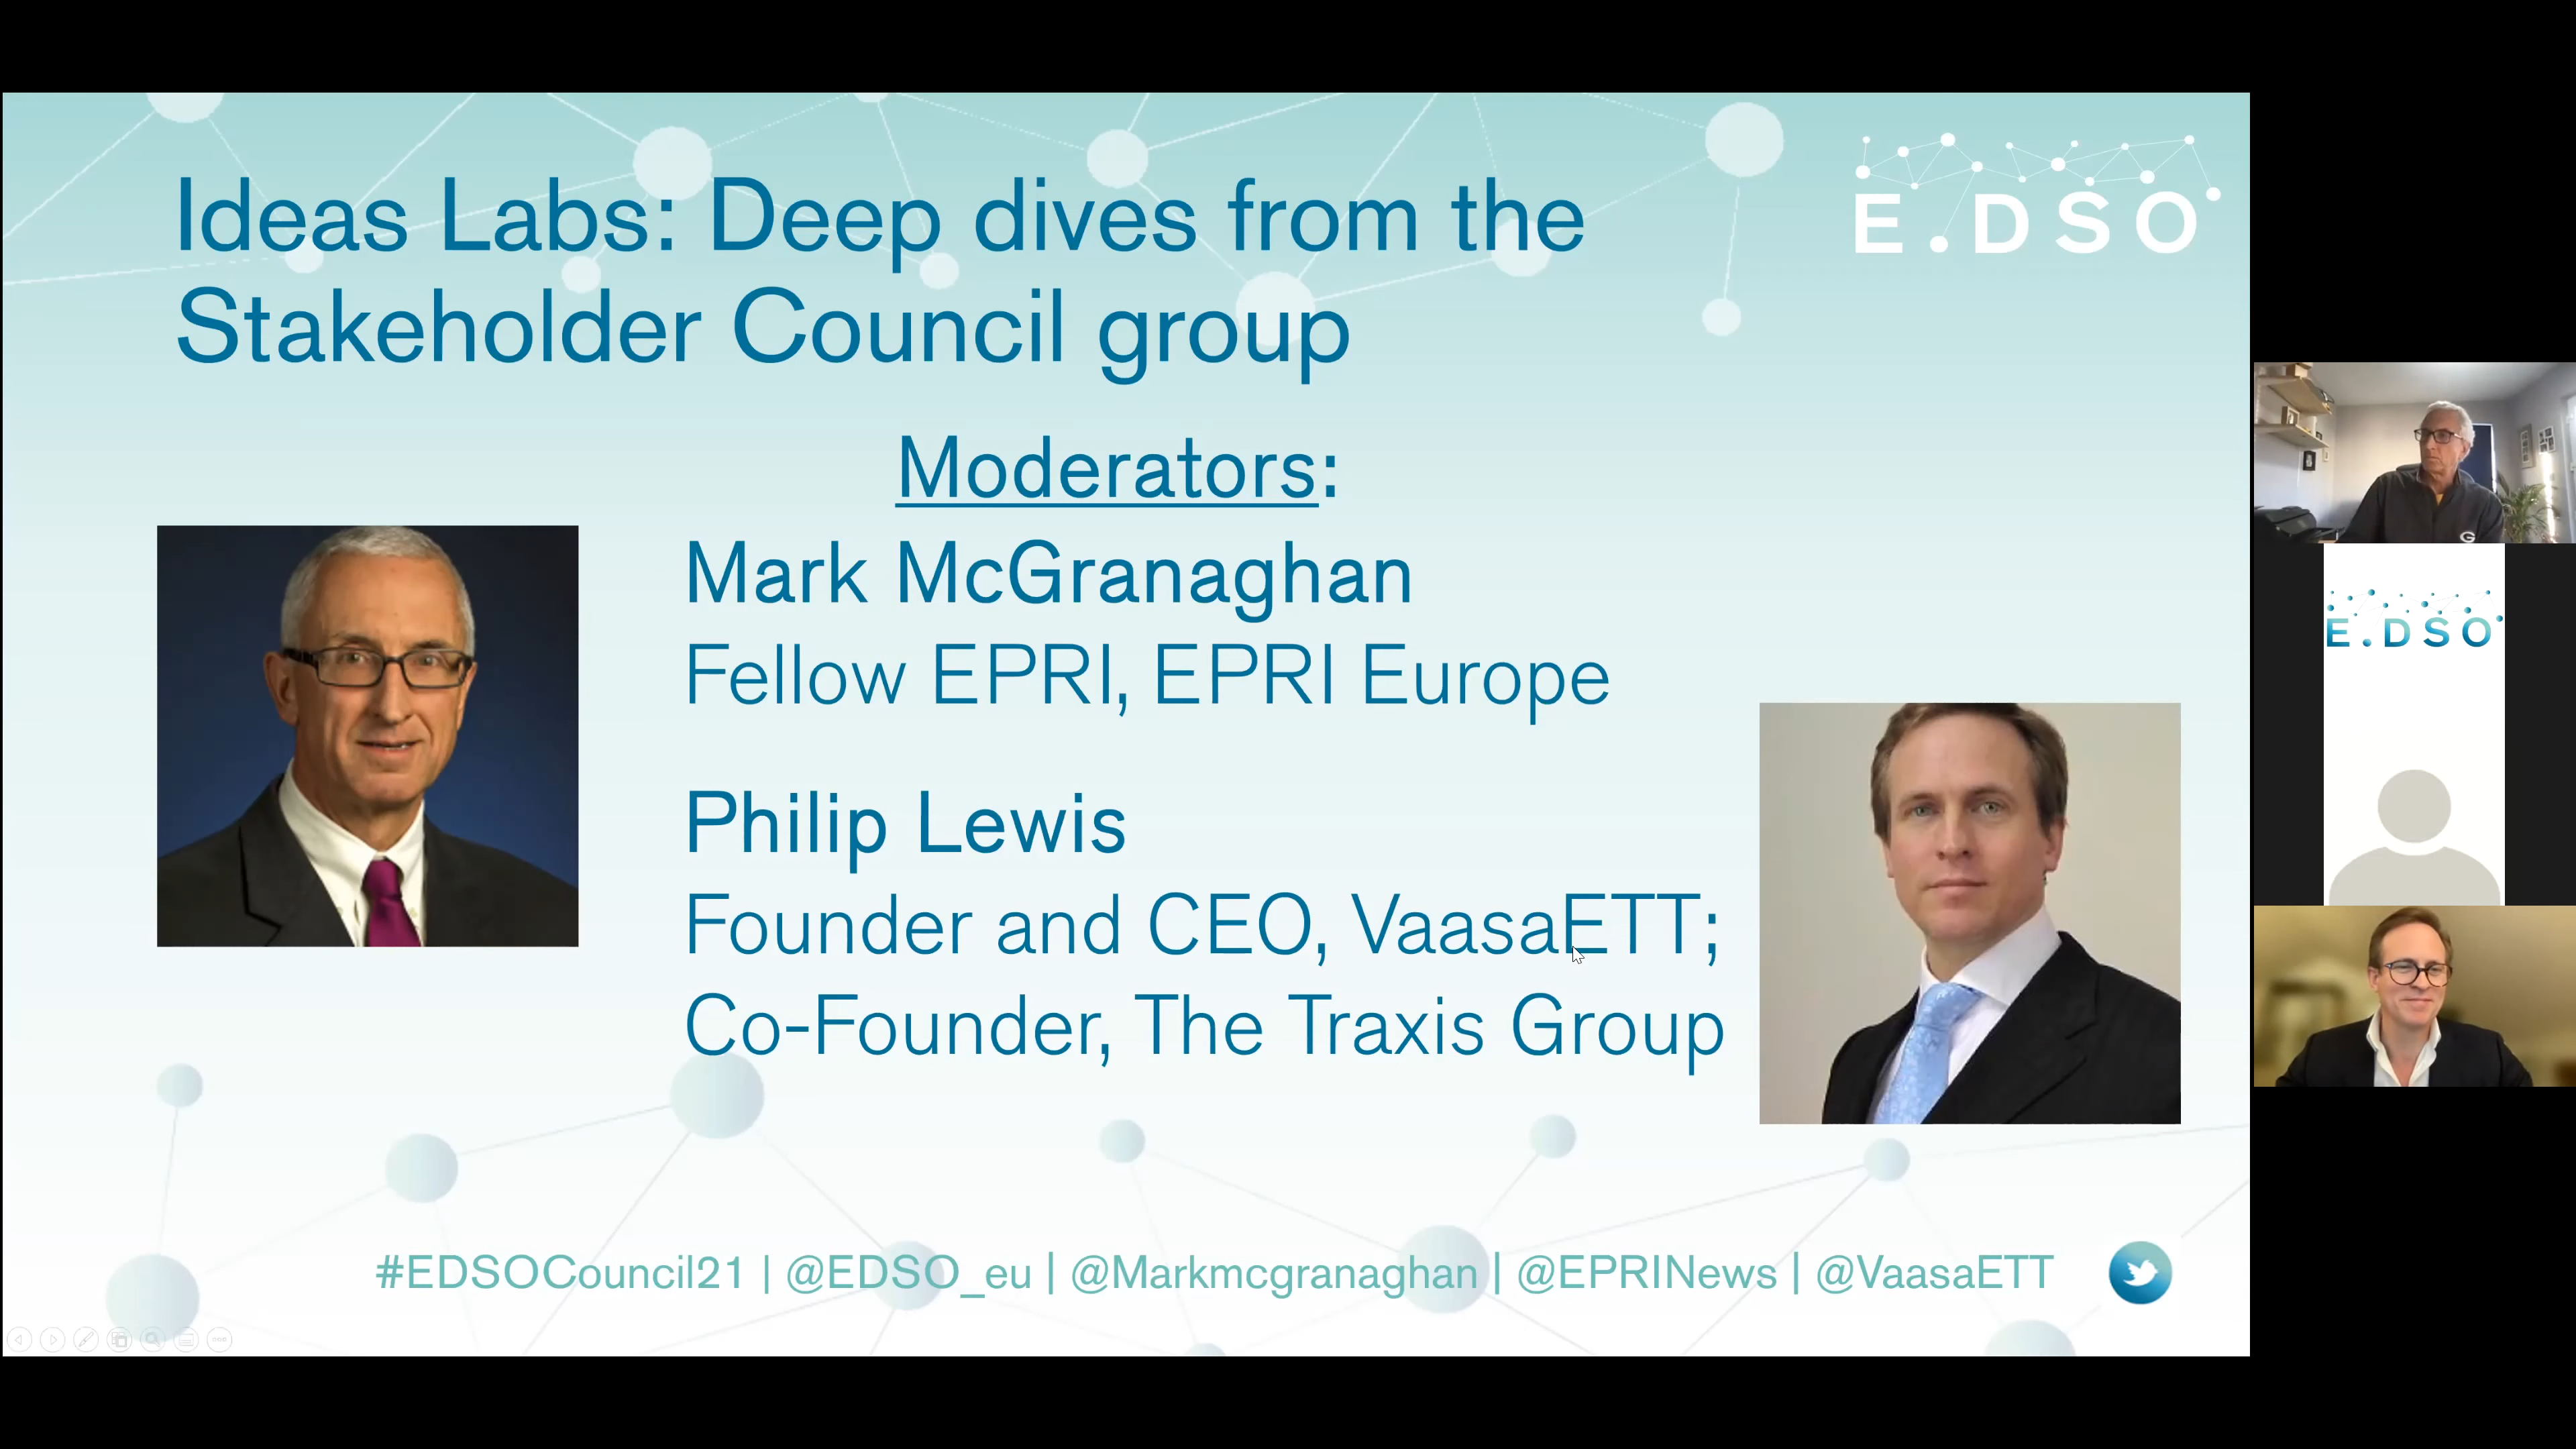 Ideas Labs: Deep dives from the
Stakeholder Council group
E.DSO
Moderators:
Mark McGranaghan
Fellow EPRI, EPRI Europe
Philip Lewis
Founder and CEO, VaasaETT;
Co-Founder, The Traxis Group
#EDSOCouncil21 | @EDSO_eu | @Markmcgranaghan | @EPRINews | @VaasaETT
G
E.DSO